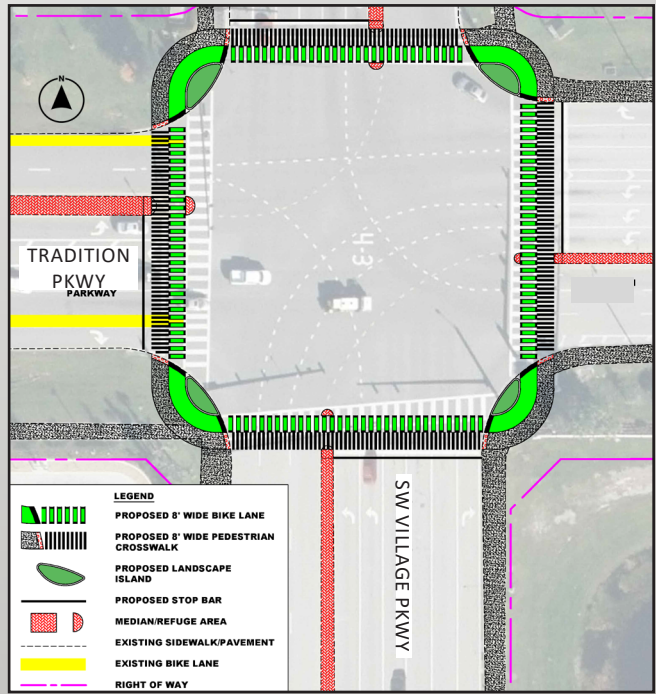 N
TRADITION
PKWY
PARKWAY
SW VILLAGE PKWY
LEGEND
PROPOSED 8' WIDE BIKE LANE
PROPOSED 8' WIDE PEDESTRIAN
CROSSWALK
PROPOSED LANDSCAPE
ISLAND
PROPOSED STOP BAR
MEDIAN/REFUGE AREA
EXISTING SIDEWALK/PAVEMENT
EXISTING BIKE LANE
RIGHT OF WAY